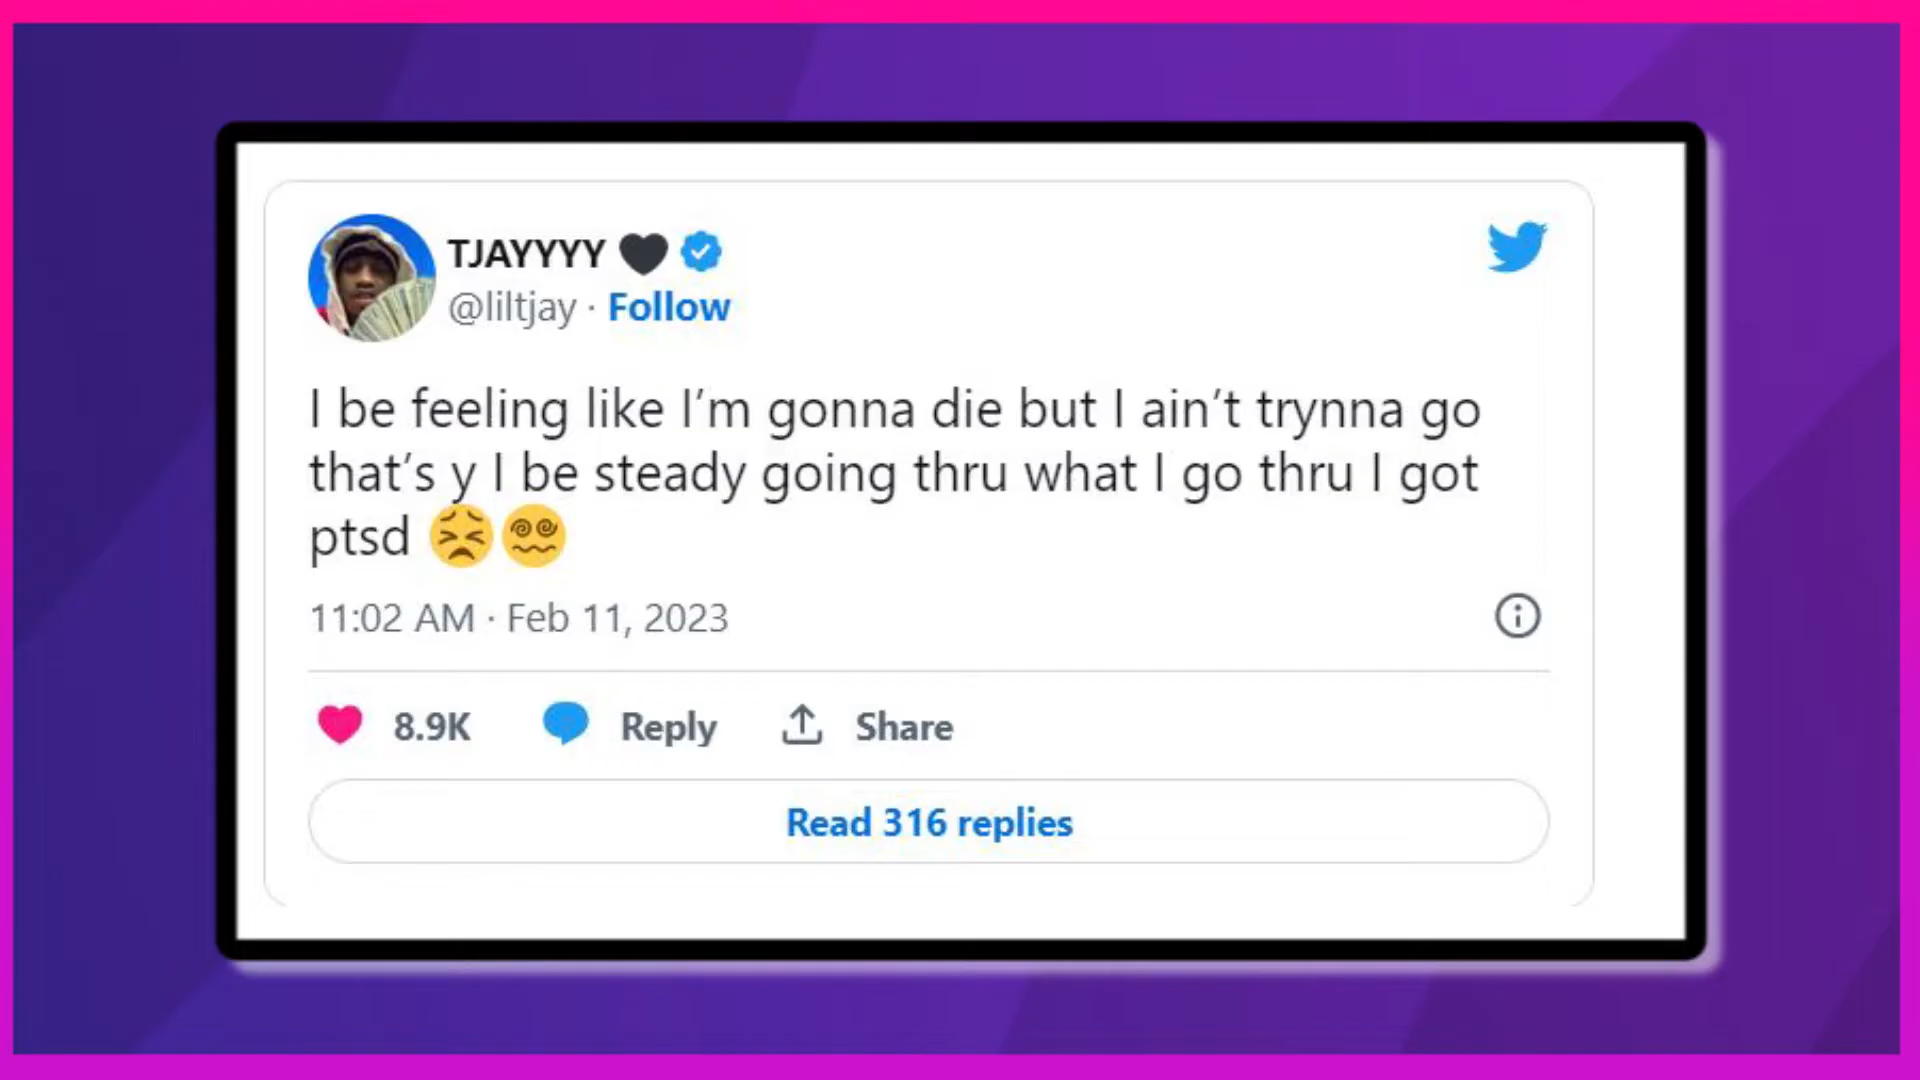 TJAYYYY 🖤
@liltjay · Follow
I be feeling like I’m gonna die but I ain’t trynna go
that’s y I be steady going thru what I go thru I got
ptsd 😣😵‍💫
11:02 AM · Feb 11, 2023
8.9K Reply Share
Read 316 replies